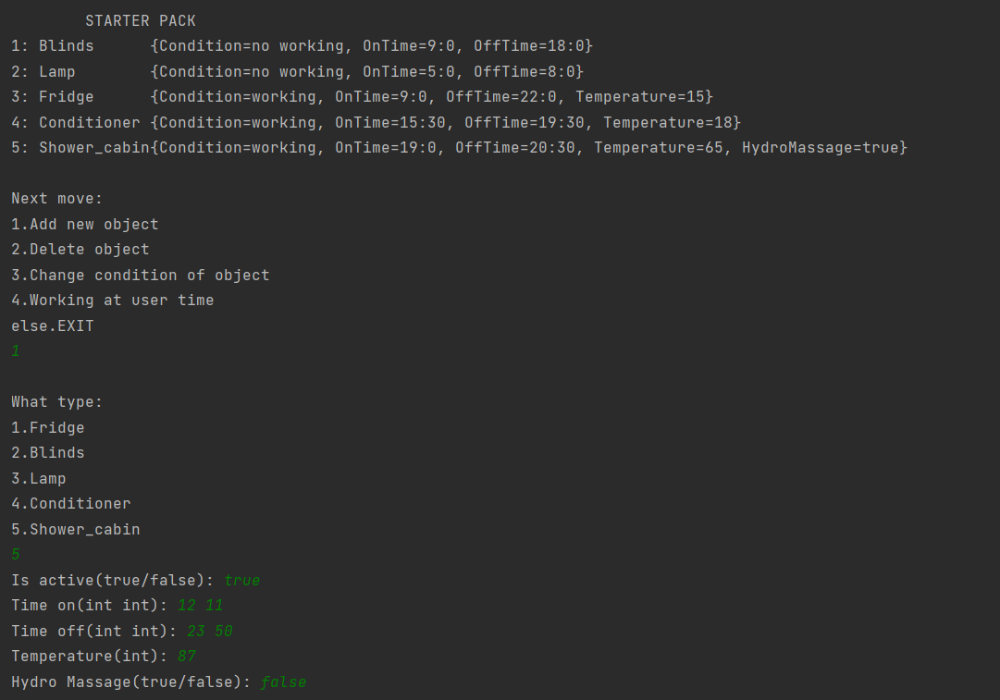 STARTER PACK
1: Blinds      {Condition=no working, OnTime=9:0, OffTime=18:0}
2: Lamp        {Condition=no working, OnTime=5:0, OffTime=8:0}
3: Fridge      {Condition=working, OnTime=9:0, OffTime=22:0, Temperature=15}
4: Conditioner {Condition=working, OnTime=15:30, OffTime=19:30, Temperature=18}
5: Shower_cabin{Condition=working, OnTime=19:0, OffTime=20:30, Temperature=65, HydroMassage=true}
Next move:
1.Add new object
2.Delete object
3.Change condition of object
4.Working at user time
else.EXIT
1
What type:
1.Fridge
2.Blinds
3.Lamp
4.Conditioner
5.Shower_cabin
5
Is active(true/false): true
Time on(int int): 12 11
Time off(int int): 23 50
Temperature(int): 87
Hydro Massage(true/false): false